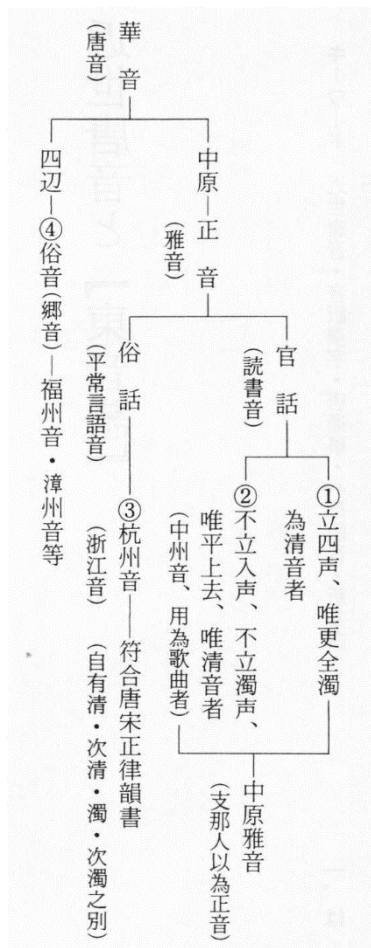 華音
(唐音)
中原―正音
(雅音)
官話
(読書音)
①立四声、唯更全濁
為清音者
②不立入声、不立濁声、
唯平上去、唯清音者
(中州音、用為歌曲者)
中原雅音
(支那人以為正音)
俗話
(平常言語音)
③杭州音―符合唐宋正律韻書
(浙江音)
(自有清・次清・濁・次濁之別)
四辺―④俗音(郷音)―福州音・漳州音等